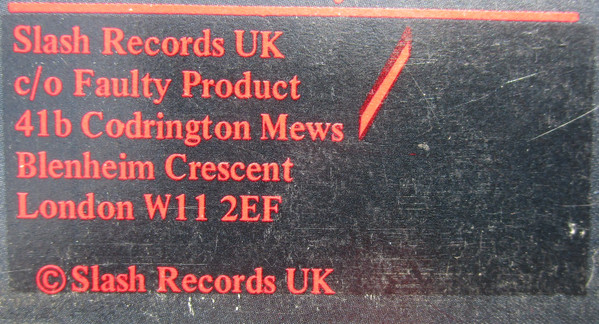 Slash Records UK
c/o Faulty Product
41b Codrington Mews
Blenheim Crescent
London W11 2EF
© Slash Records UK